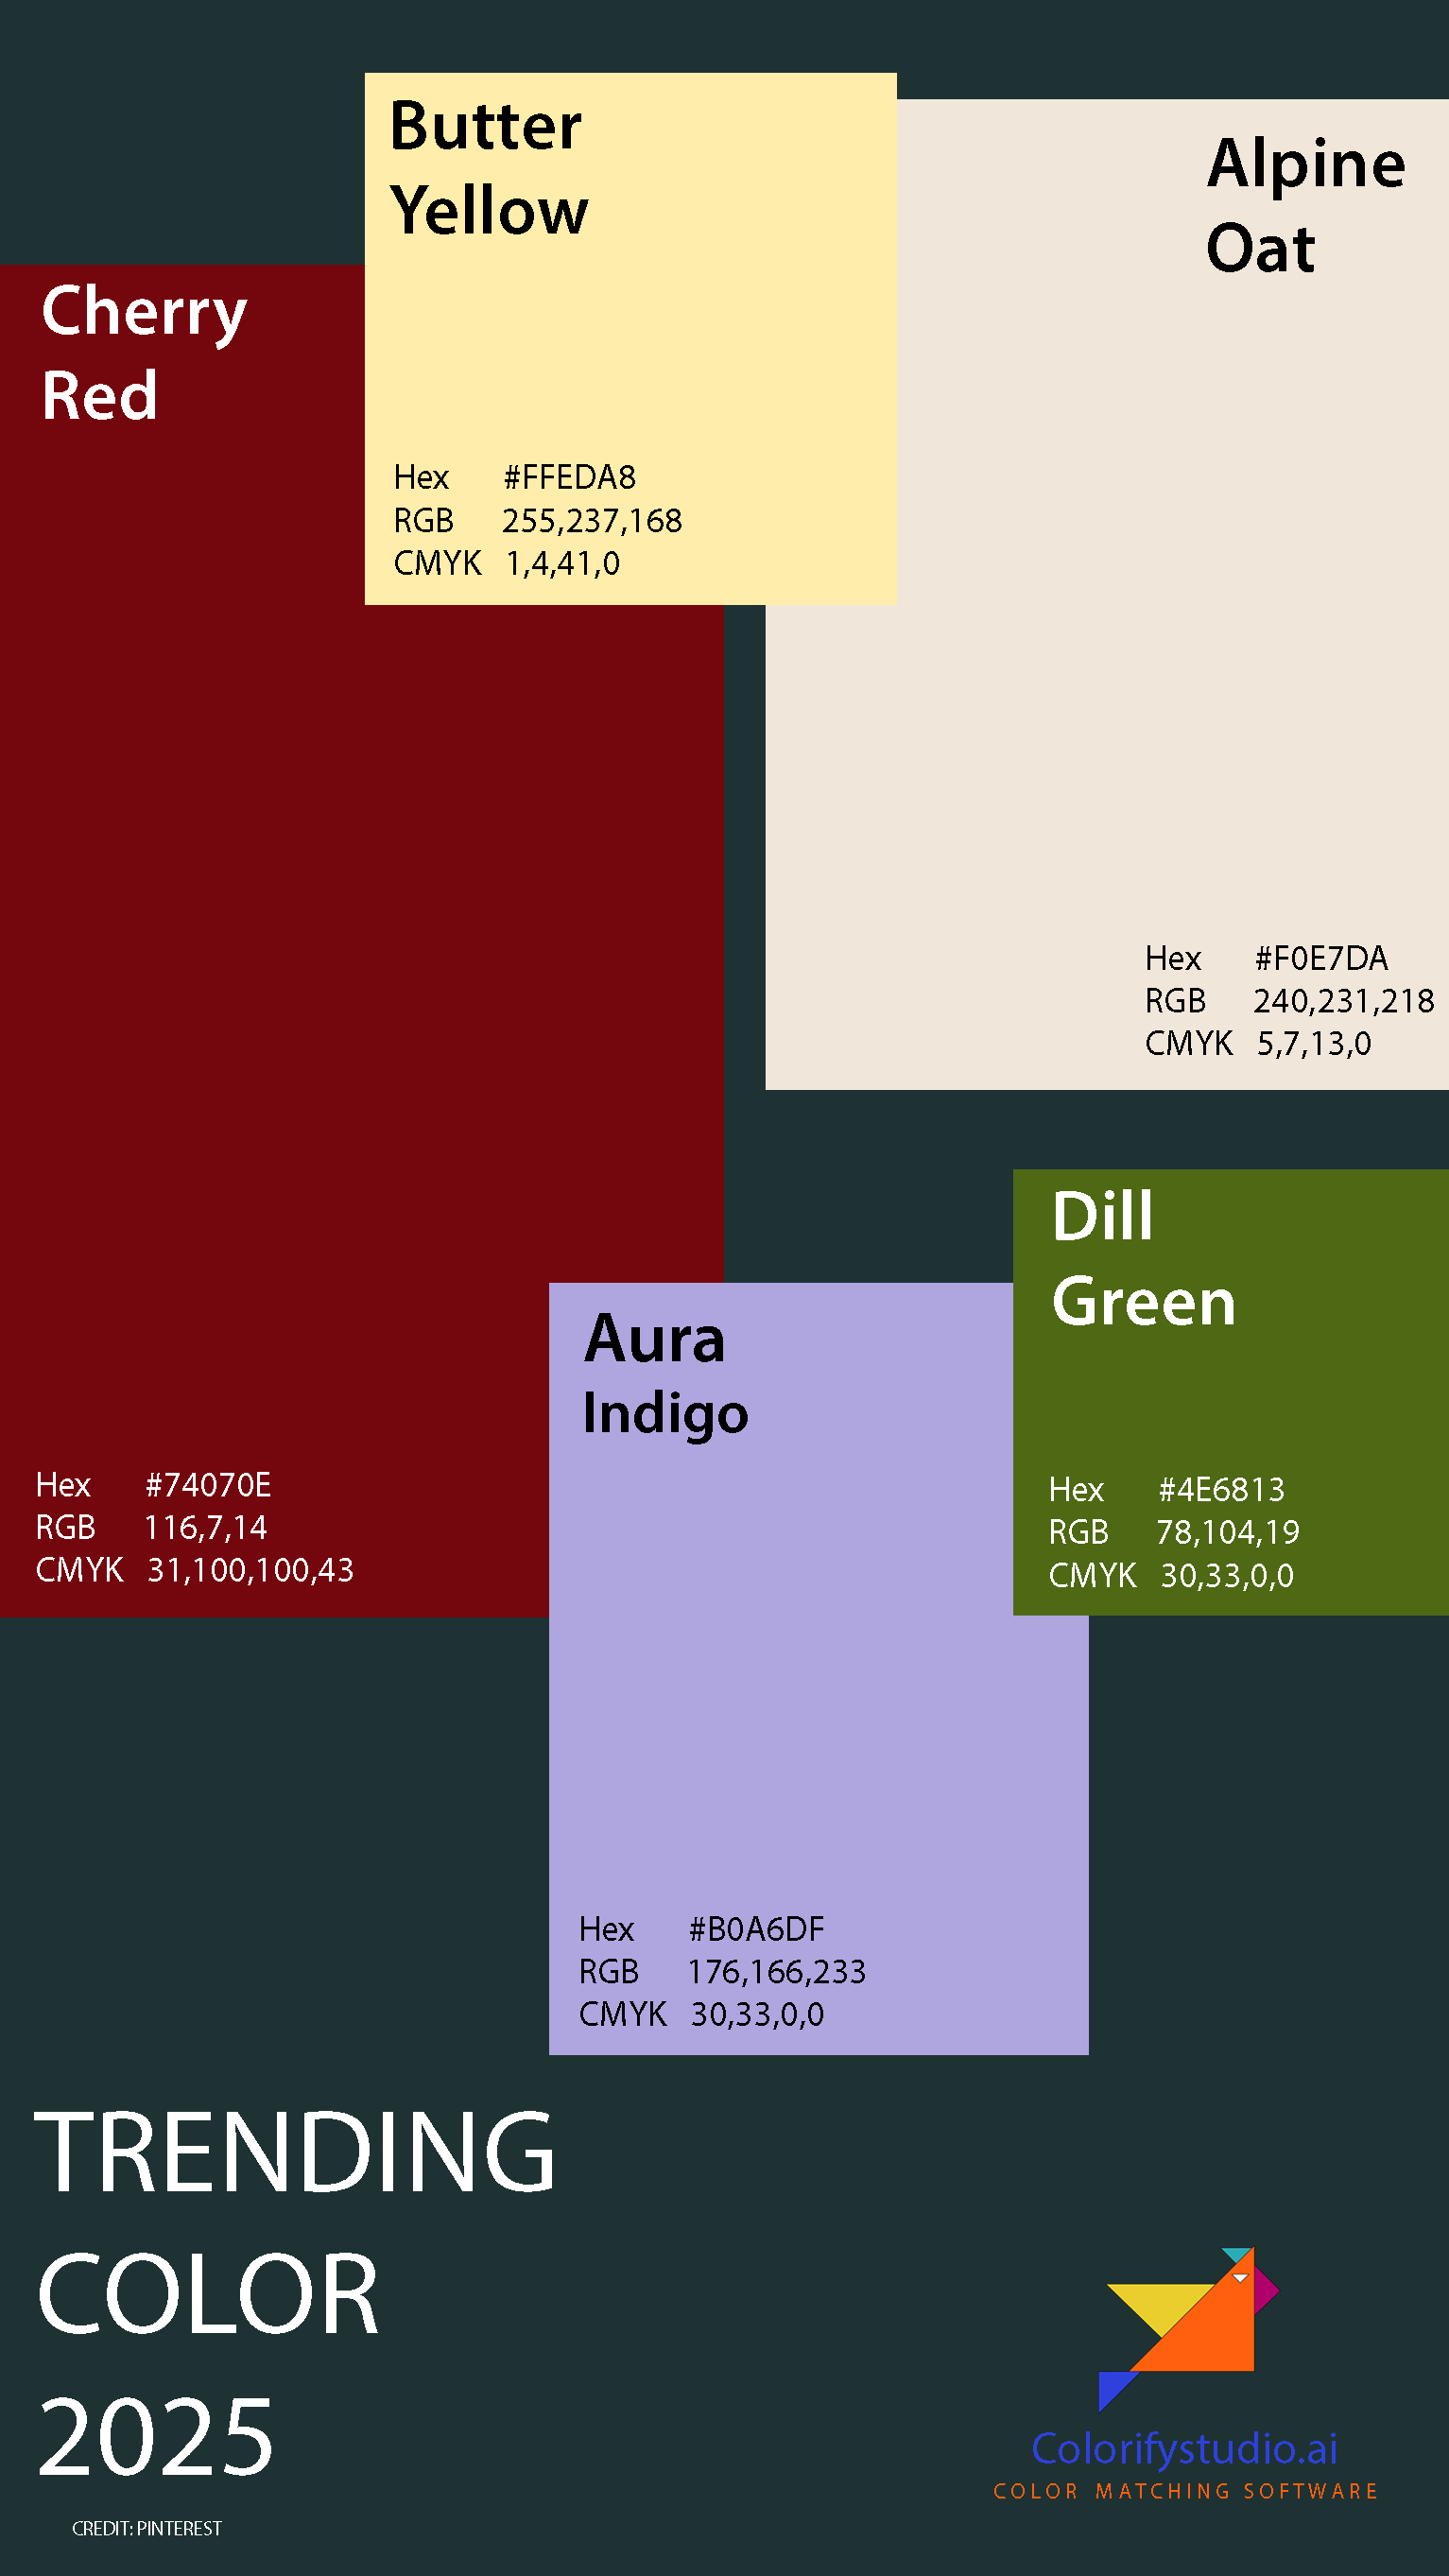 Butter
Yellow
Hex #FFEDA8
RGB 255,237,168
CMYK 1,4,41,0
Alpine
Oat
Hex #F0E7DA
RGB 240,231,218
CMYK 5,7,13,0
Cherry
Red
Hex #74070E
RGB 116,7,14
CMYK 31,100,100,43
Dill
Green
Hex #4E6813
RGB 78,104,19
CMYK 30,33,0,0
Aura
Indigo
Hex #B0A6DF
RGB 176,166,233
CMYK 30,33,0,0
TRENDING
COLOR
2025
CREDIT: PINTEREST
Colorifystudio.ai
COLOR MATCHING SOFTWARE